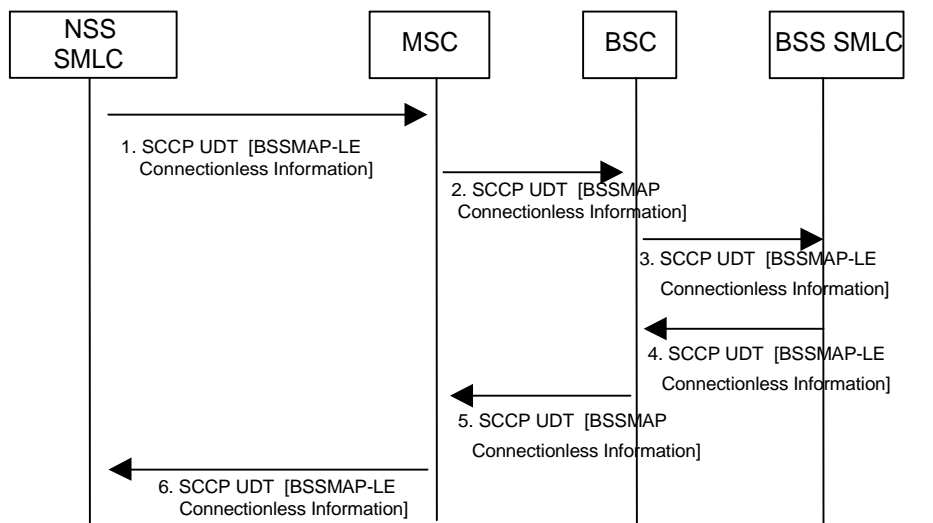 NSS
SMLC
MSC
BSC
BSS SMLC
1. SCCP UDT [BSSMAP-LE
Connectionless Information]
2. SCCP UDT [BSSMAP
Connectionless Information]
3. SCCP UDT [BSSMAP-LE
Connectionless Information]
4. SCCP UDT [BSSMAP-LE
Connectionless Information]
5. SCCP UDT [BSSMAP
Connectionless Information]
6. SCCP UDT [BSSMAP-LE
Connectionless Information]